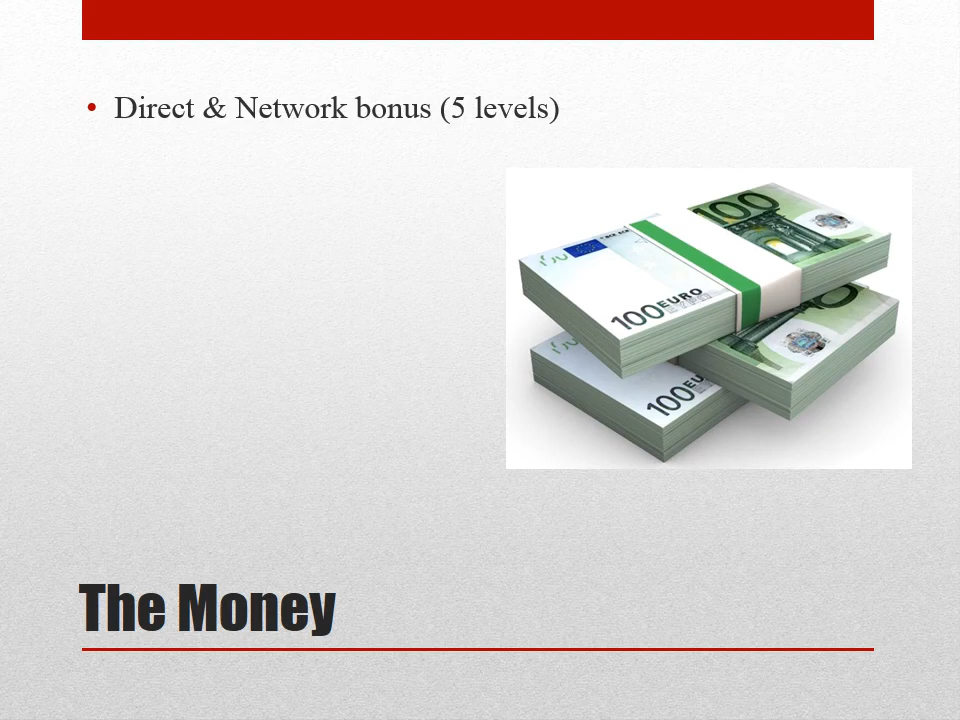 • Direct & Network bonus (5 levels)
100
100 EURO
100 EU
The Money